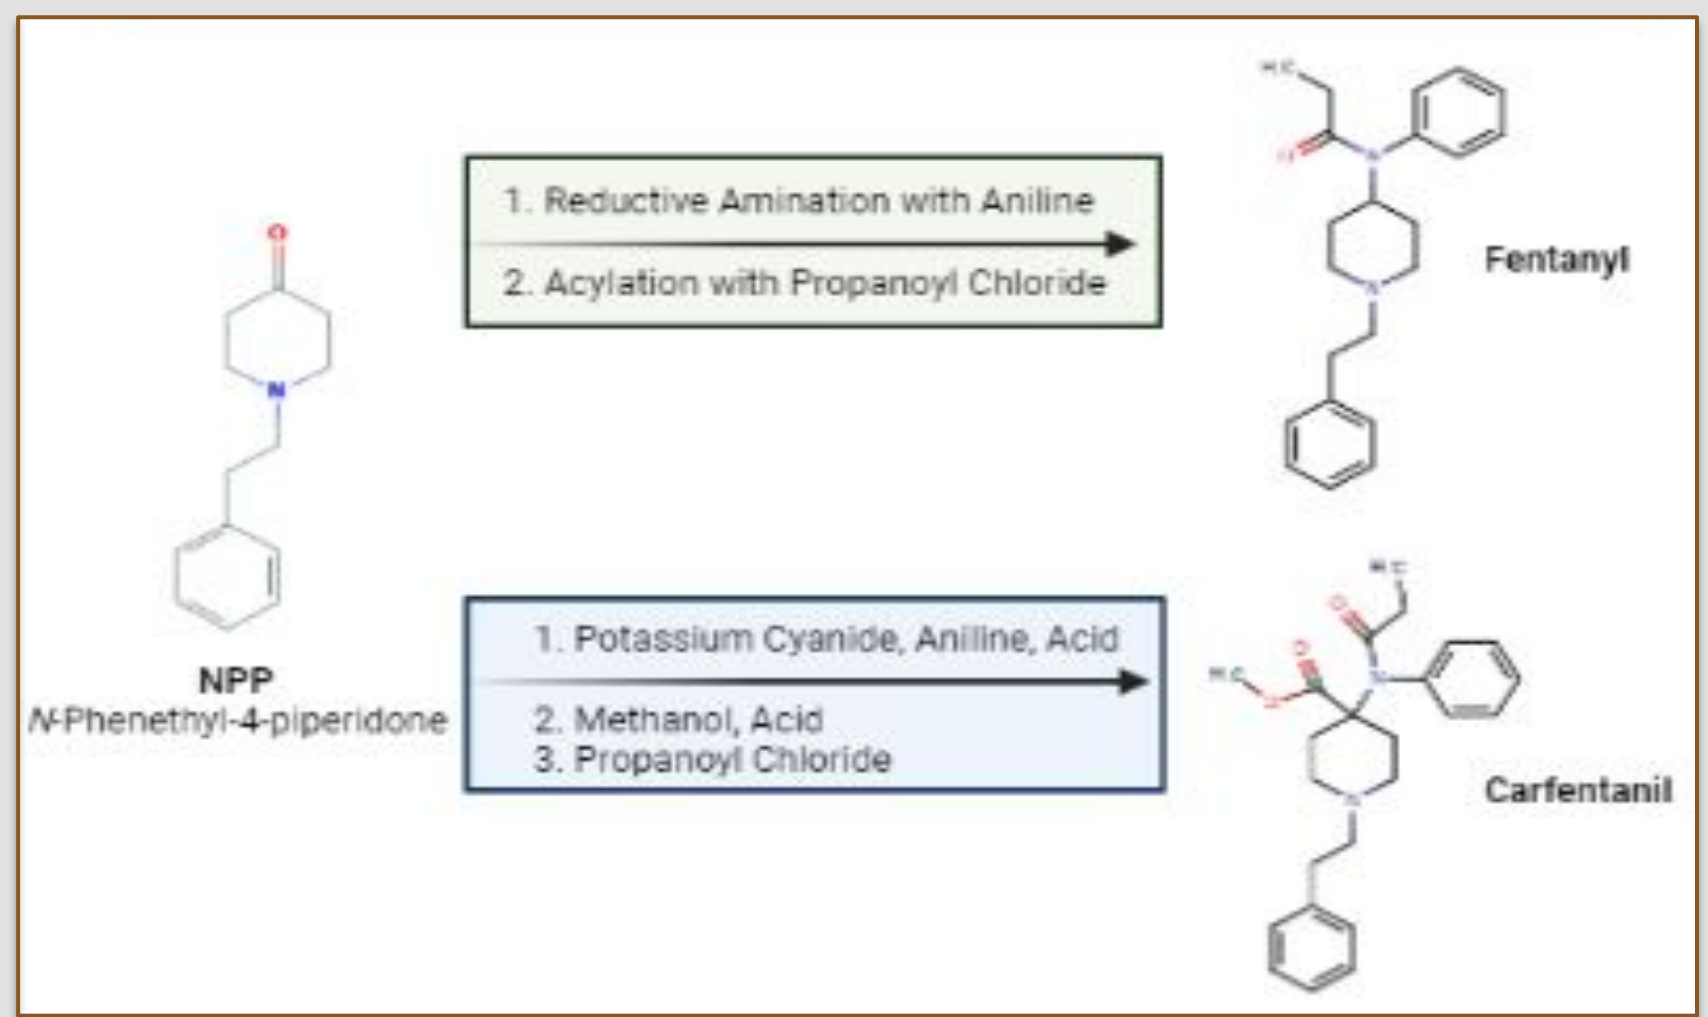 O
N
NPP
N-Phenethyl-4-piperidone
1. Reductive Amination with Aniline
2. Acylation with Propanoyl Chloride
Fentanyl
1. Potassium Cyanide, Aniline, Acid
2. Methanol, Acid
3. Propanoyl Chloride
Carfentanil